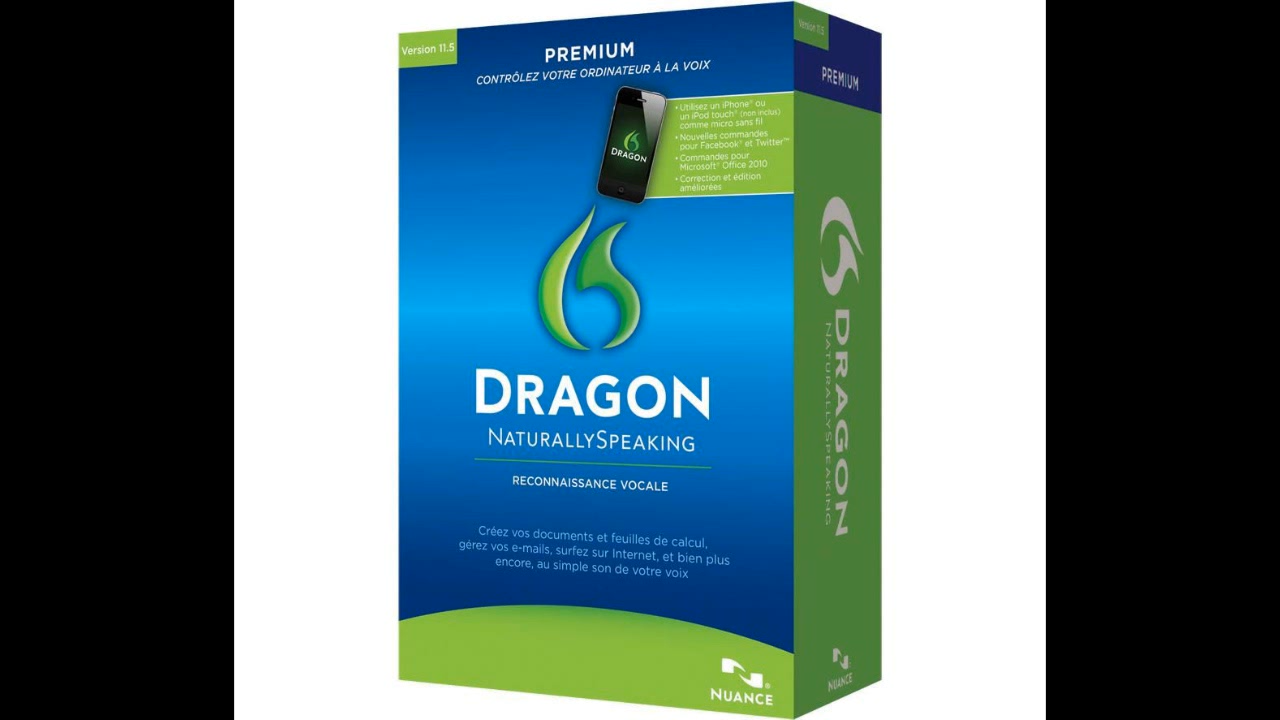 Version 11.5
PREMIUM
CONTRÔLEZ VOTRE ORDINATEUR À LA VOIX
• Utilisez un iPhone® ou
un iPod touch® (non inclus)
comme micro sans fil
• Nouvelles commandes
pour Facebook® et Twitter™
• Commandes pour
Microsoft® Office 2010
• Correction et édition
améliorées
DRAGON
DRAGON
NATURALLYSPEAKING
RECONNAISSANCE VOCALE
Créez vos documents et feuilles de calcul,
gérez vos e-mails, surfez sur Internet, et bien plus
encore, au simple son de votre voix
NUANCE
Version 11.5
PREMIUM
DRAGON
NATURALLYSPEAKING
NUANCE